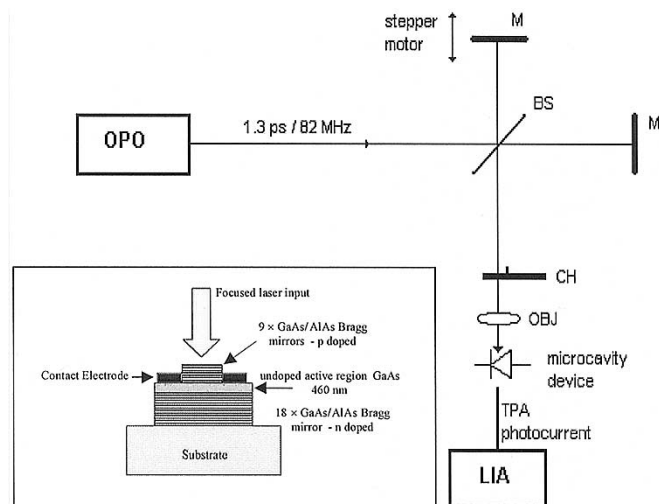 stepper
motor
M
BS
OPO
1.3 ps / 82 MHz
M
CH
OBJ
microcavity
device
TPA
photocurrent
LIA
Focused laser input
9 × GaAs/AlAs Bragg
mirrors - p doped
Contact Electrode
undoped active region GaAs
460 nm
18 × GaAs/AlAs Bragg
mirror - n doped
Substrate